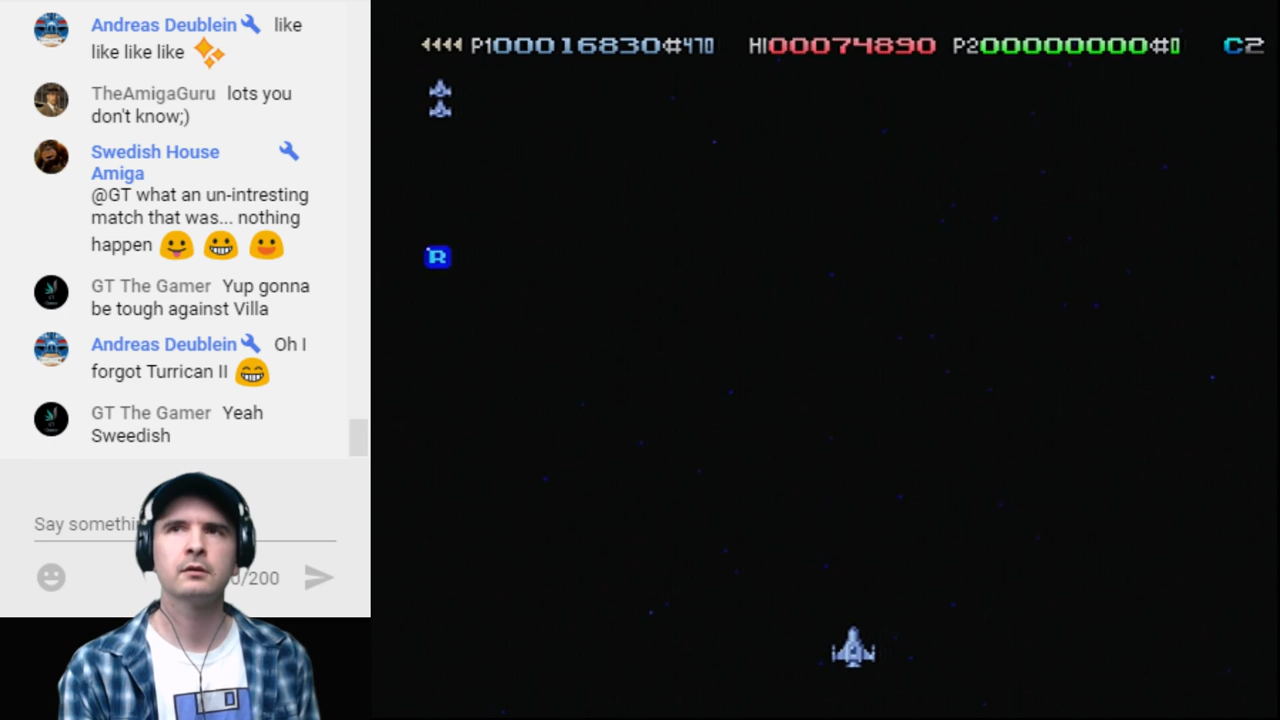 Andreas Deublein like
like like like
TheAmigaGuru lots you
don't know;)
Swedish House
Amiga
@GT what an un-intresting
match that was... nothing
happen
GT The Gamer Yup gonna
be tough against Villa
Andreas Deublein Oh I
forgot Turrican II
GT The Gamer Yeah
Sweedish
Say somethi
0/200
P100016830#470 HI00074890 P200000000#0 C2
R